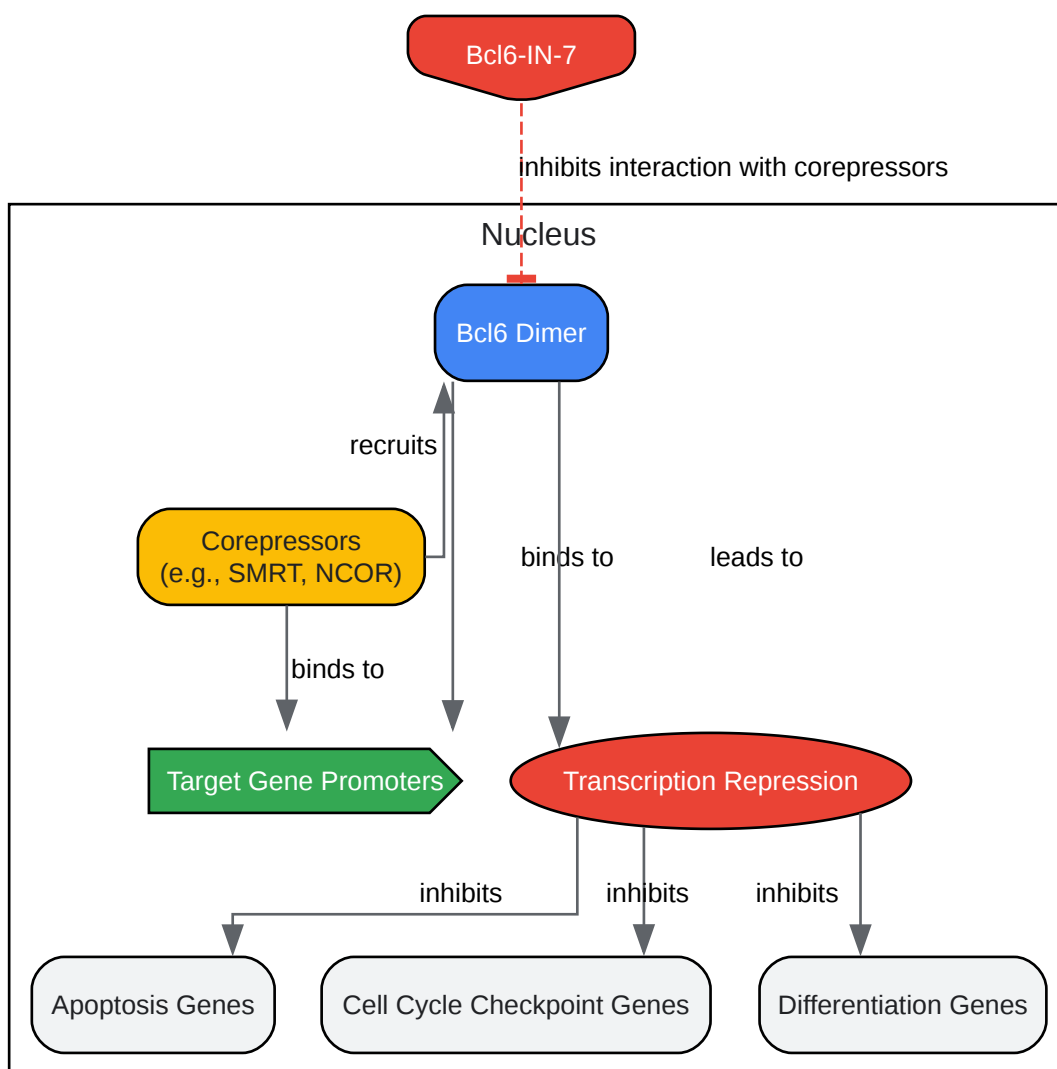 Bcl6-IN-7
inhibits interaction with corepressors
Nucleus
Bcl6 Dimer
recruits
Corepressors
(e.g., SMRT, NCOR)
binds to
leads to
binds to
Target Gene Promoters
Transcription Repression
inhibits
inhibits
inhibits
Apoptosis Genes
Cell Cycle Checkpoint Genes
Differentiation Genes